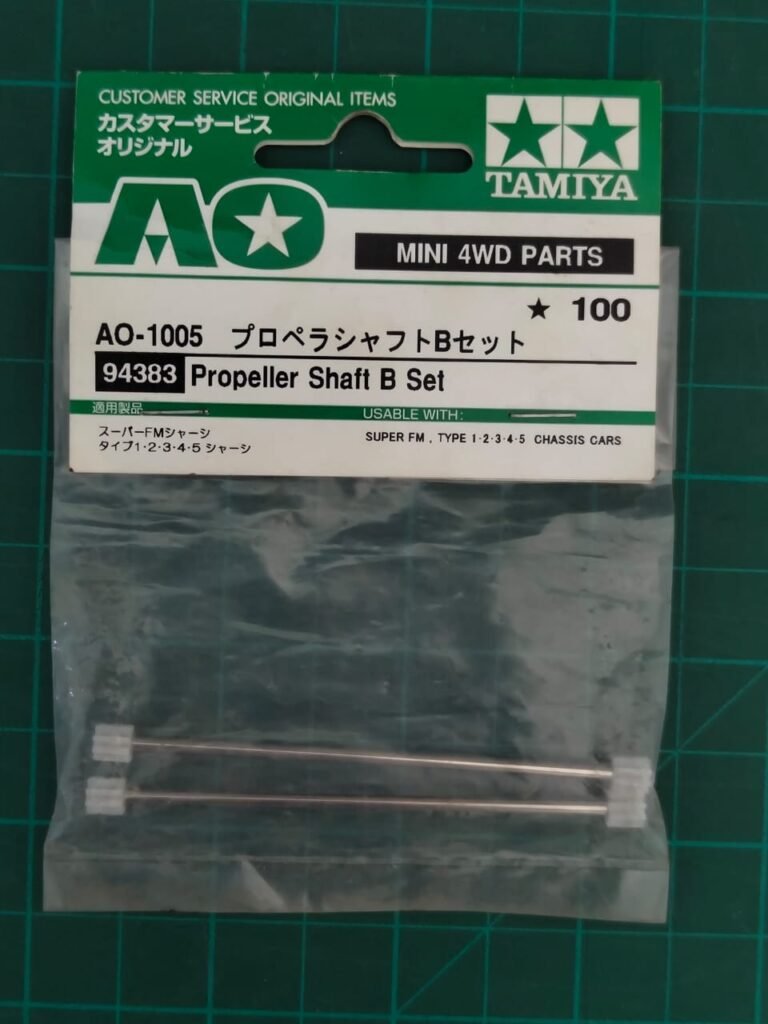 CUSTOMER SERVICE ORIGINAL ITEMS
カスタマーサービス
オリジナル
TAMIYA
AO
MINI 4WD PARTS
★ 100
AO-1005 プロペラシャフトBセット
94383 Propeller Shaft B Set
適用製品
USABLE WITH:
スーパーFMシャーシ
タイプ1·2·3·4·5 シャーシ
SUPER FM, TYPE 1·2·3·4·5 CHASSIS CARS